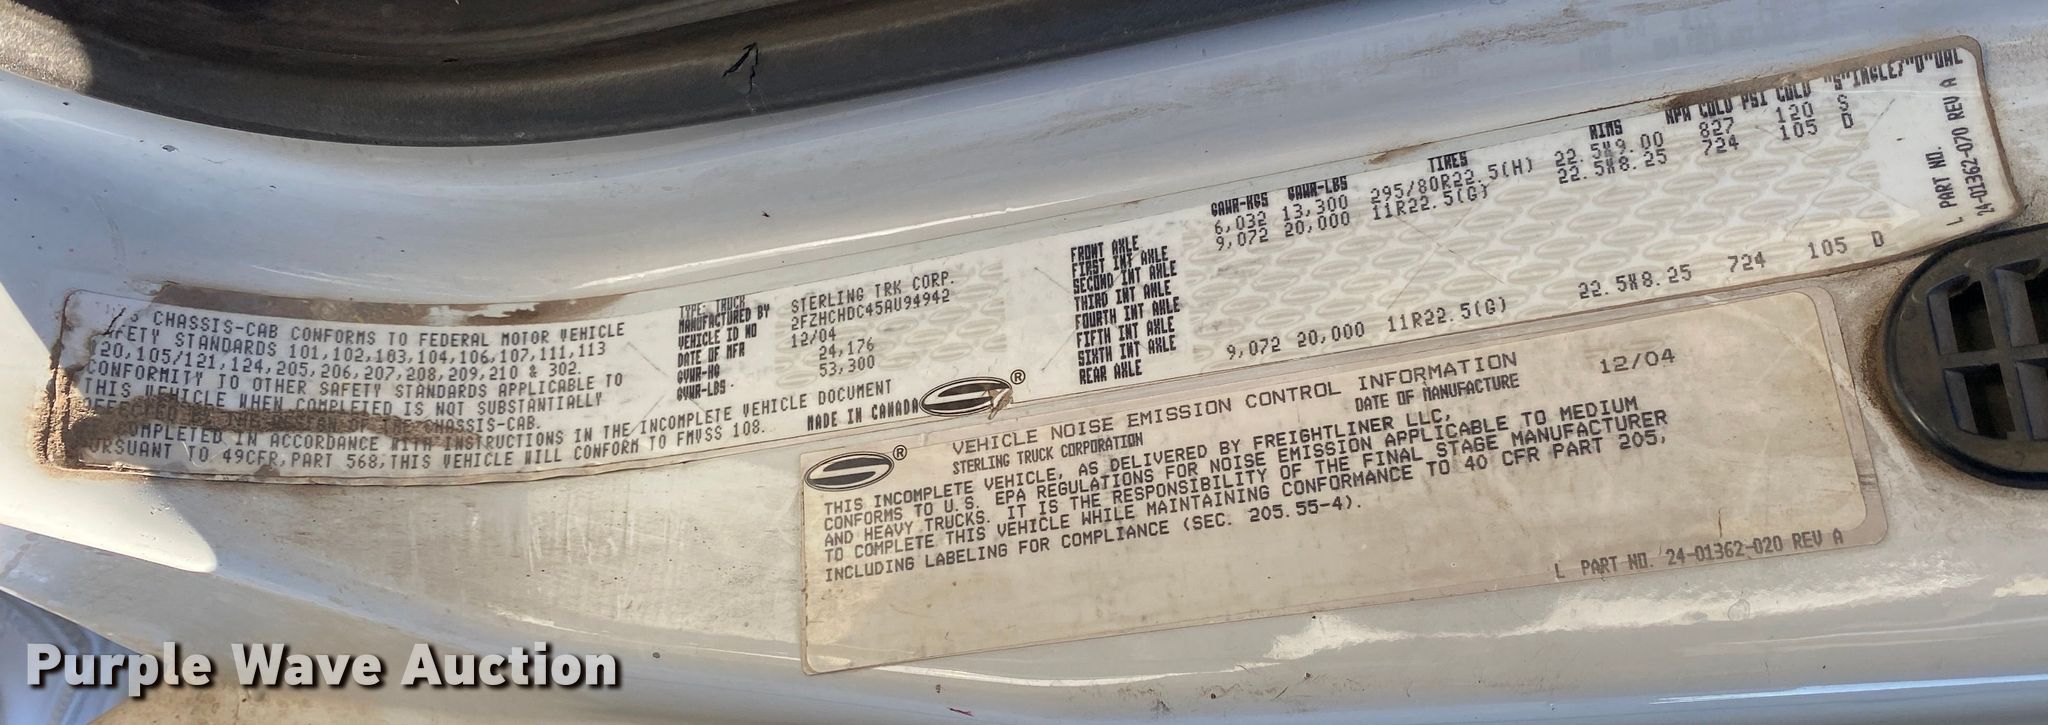 CHASSIS-CAB CONFORMS TO FEDERAL MOTOR VEHICLE
SAFETY STANDARDS 101,102,103,104,106,107,111,113
120,105/121,124,205,206,207,208,209,210 & 302.
CONFORMITY TO OTHER SAFETY STANDARDS APPLICABLE TO
THIS VEHICLE WHEN COMPLETED IS NOT SUBSTANTIALLY
AFFECTED BY THE DESIGN OF THE CHASSIS-CAB.
COMPLETED IN ACCORDANCE WITH INSTRUCTIONS IN THE INCOMPLETE VEHICLE DOCUMENT
PURSUANT TO 49CFR,PART 568,THIS VEHICLE WILL CONFORM TO FMVSS 108.
TYPE: TRUCK
MANUFACTURED BY STERLING TRK CORP.
VEHICLE ID NO 2FZHCHDC45AU94942
DATE OF MFR 12/04
GVWR-KG 24,176
GVWR-LBS 53,300
MADE IN CANADA
S®
GAWR-KGS GAWR-LBS TIRES RIMS KPA COLD PSI COLD "S"INGLE/"D"UAL
FRONT AXLE 6,032 13,300 295/80R22.5(H) 22.5X9.00 827 120 S
FIRST INT AXLE 9,072 20,000 11R22.5(G) 22.5X8.25 724 105 D
SECOND INT AXLE
THIRD INT AXLE
FOURTH INT AXLE
FIFTH INT AXLE
SIXTH INT AXLE
REAR AXLE 9,072 20,000 11R22.5(G) 22.5X8.25 724 105 D
L PART NO.
24-01362-070 REV A
S®
VEHICLE NOISE EMISSION CONTROL INFORMATION
STERLING TRUCK CORPORATION DATE OF MANUFACTURE 12/04
THIS INCOMPLETE VEHICLE, AS DELIVERED BY FREIGHTLINER LLC,
CONFORMS TO U.S. EPA REGULATIONS FOR NOISE EMISSION APPLICABLE TO MEDIUM
AND HEAVY TRUCKS. IT IS THE RESPONSIBILITY OF THE FINAL STAGE MANUFACTURER
TO COMPLETE THIS VEHICLE WHILE MAINTAINING CONFORMANCE TO 40 CFR PART 205,
INCLUDING LABELING FOR COMPLIANCE (SEC. 205.55-4).
L PART NO. 24-01362-020 REV A
Purple Wave Auction